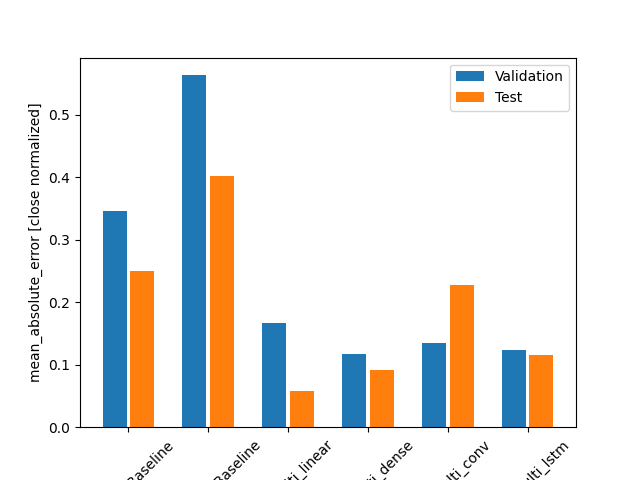 Validation
Test
mean_absolute_error [close normalized]
0.5
0.4
0.3
0.2
0.1
0.0
Baseline
Baseline
lti_linear
ti_dense
lti_conv
lti_lstm